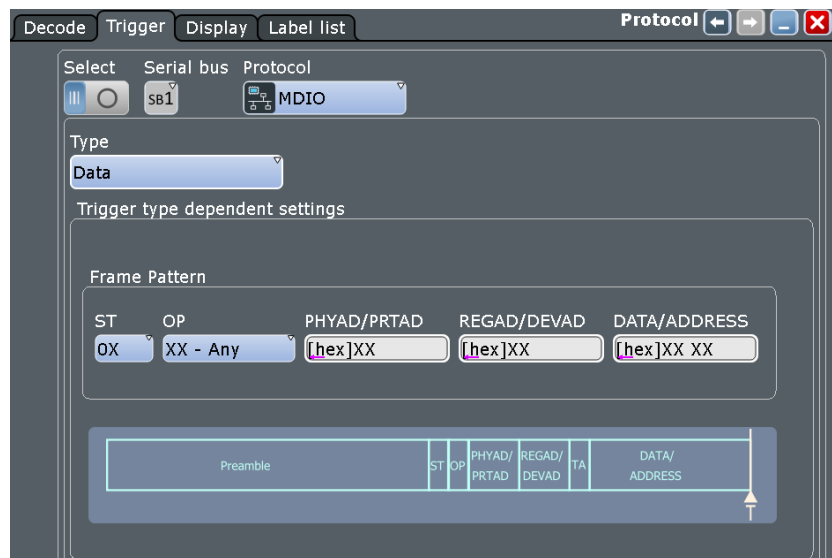 Decode Trigger Display Label list Protocol
Select Serial bus Protocol
SB1 MDIO
Type
Data
Trigger type dependent settings
Frame Pattern
ST OP PHYAD/PRTAD REGAD/DEVAD DATA/ADDRESS
0X XX - Any [hex]XX [hex]XX [hex]XX XX
Preamble ST OP PHYAD/ PRTAD REGAD/ DEVAD TA DATA/ ADDRESS
T